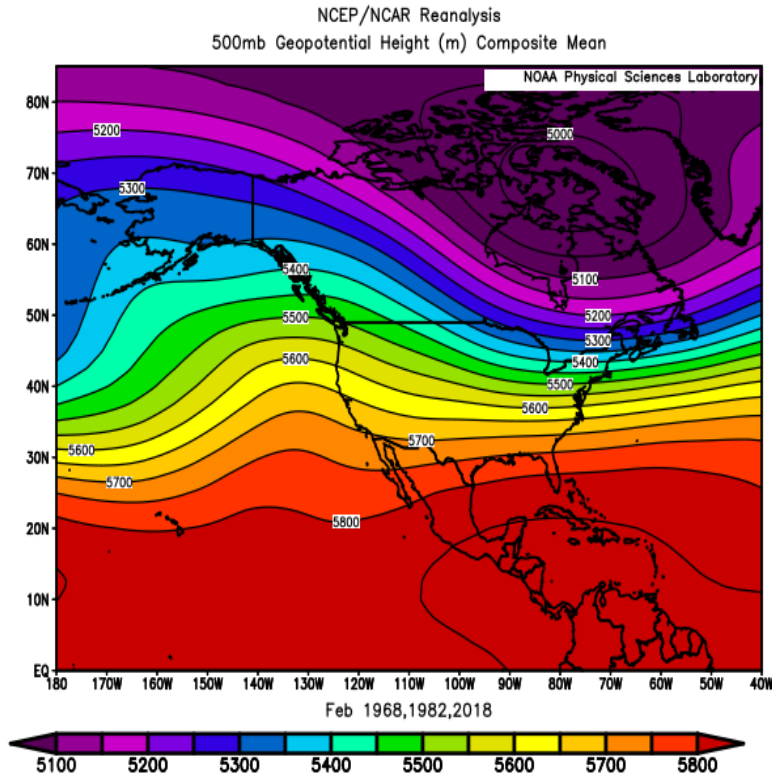 NCEP/NCAR Reanalysis
500mb Geopotential Height (m) Composite Mean
NOAA Physical Sciences Laboratory
80N
5200
5000
70N
5300
60N
5400
5100
50N
5500
5200
5300
5600
5400
40N
5500
5600
5700
5600
30N
5700
5800
20N
10N
EQ
180 170W 160W 150W 140W 130W 120W 110W 100W 90W 80W 70W 60W 50W 40W
Feb 1968,1982,2018
5100 5200 5300 5400 5500 5600 5700 5800